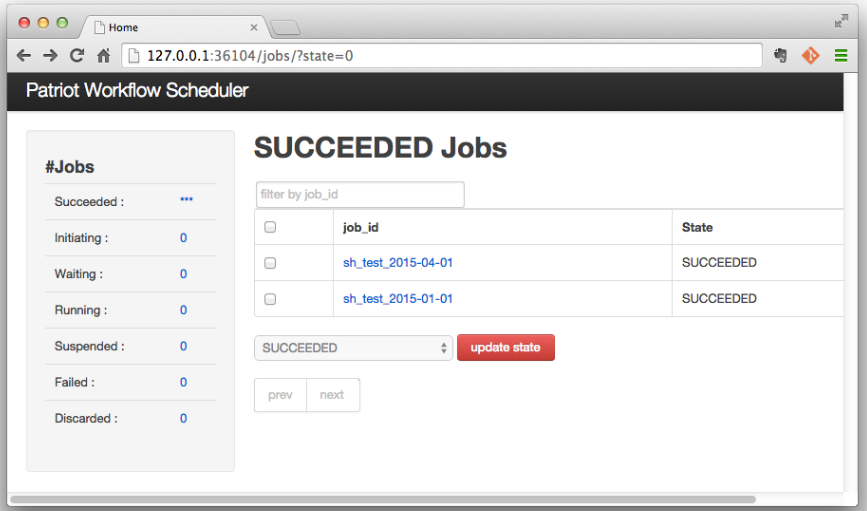 Home
127.0.0.1:36104/jobs/?state=0
Patriot Workflow Scheduler
#Jobs
Succeeded : ***
Initiating : 0
Waiting : 0
Running : 0
Suspended : 0
Failed : 0
Discarded : 0
SUCCEEDED Jobs
filter by job_id
job_id State
sh_test_2015-04-01 SUCCEEDED
sh_test_2015-01-01 SUCCEEDED
SUCCEEDED update state
prev next